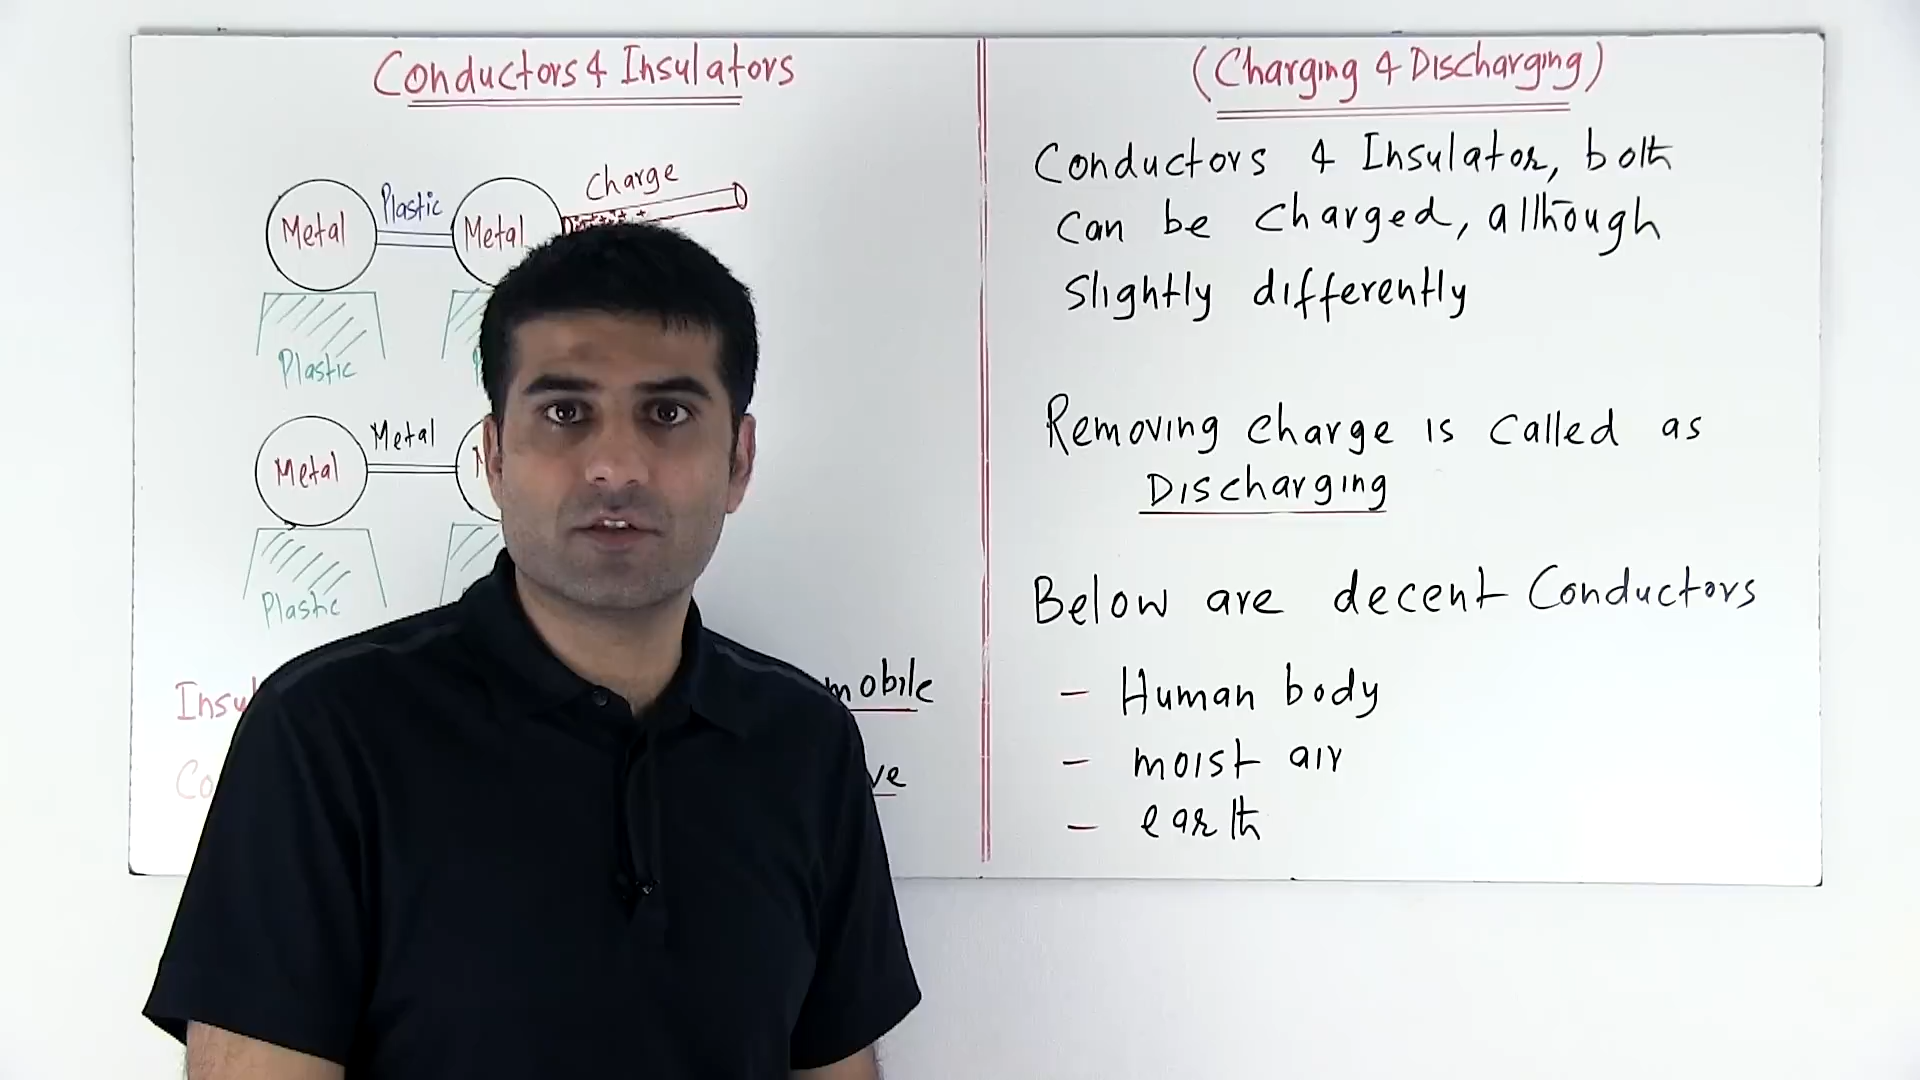 Conductors & Insulators
Metal
Plastic
Metal
Charge
Plastic
Metal
Metal
Plastic
mobile
(Charging & Discharging)
Conductors & Insulator, both
can be charged, although
slightly differently
Removing charge is called as
Discharging
Below are decent Conductors
- Human body
- moist air
- earth